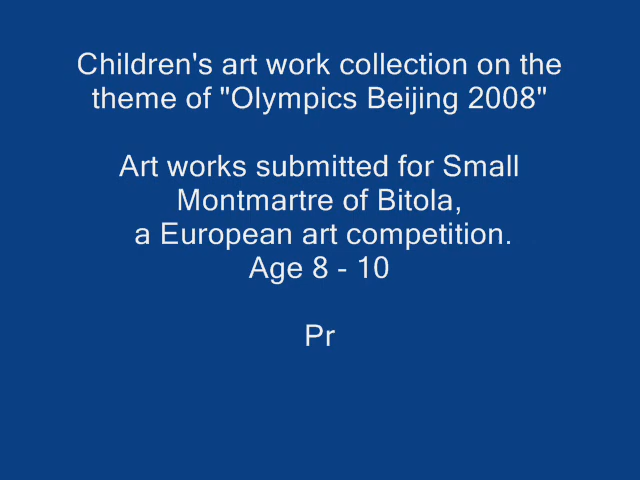 Children's art work collection on the
theme of "Olympics Beijing 2008"
Art works submitted for Small
Montmartre of Bitola,
a European art competition.
Age 8 - 10
Pr